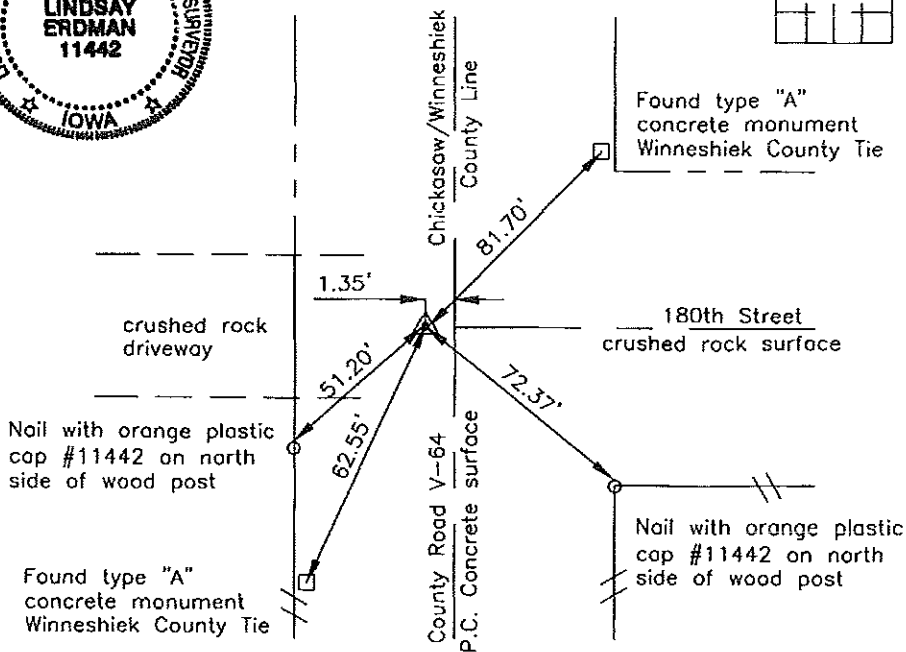 LINDSAY
ERDMAN
11442
SURVEYOR
IOWA
Chickasaw/Winneshiek
County Line
Found type "A"
concrete monument
Winneshiek County Tie
81.70'
1.35'
crushed rock
driveway
180th Street
crushed rock surface
51.20'
72.37'
62.55'
Nail with orange plastic
cap #11442 on north
side of wood post
County Road V-64
P.C. Concrete surface
Nail with orange plastic
cap #11442 on north
side of wood post
Found type "A"
concrete monument
Winneshiek County Tie